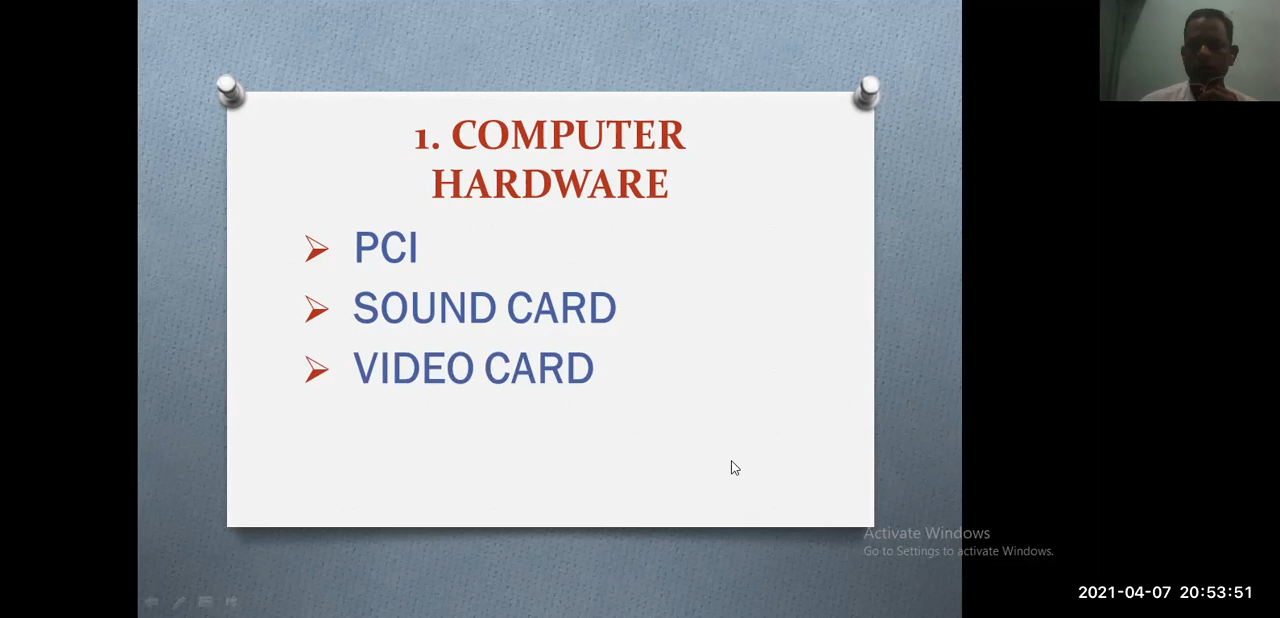 1. COMPUTER
HARDWARE
PCI
SOUND CARD
VIDEO CARD
Activate Windows
Go to Settings to activate Windows.
2021-04-07 20:53:51